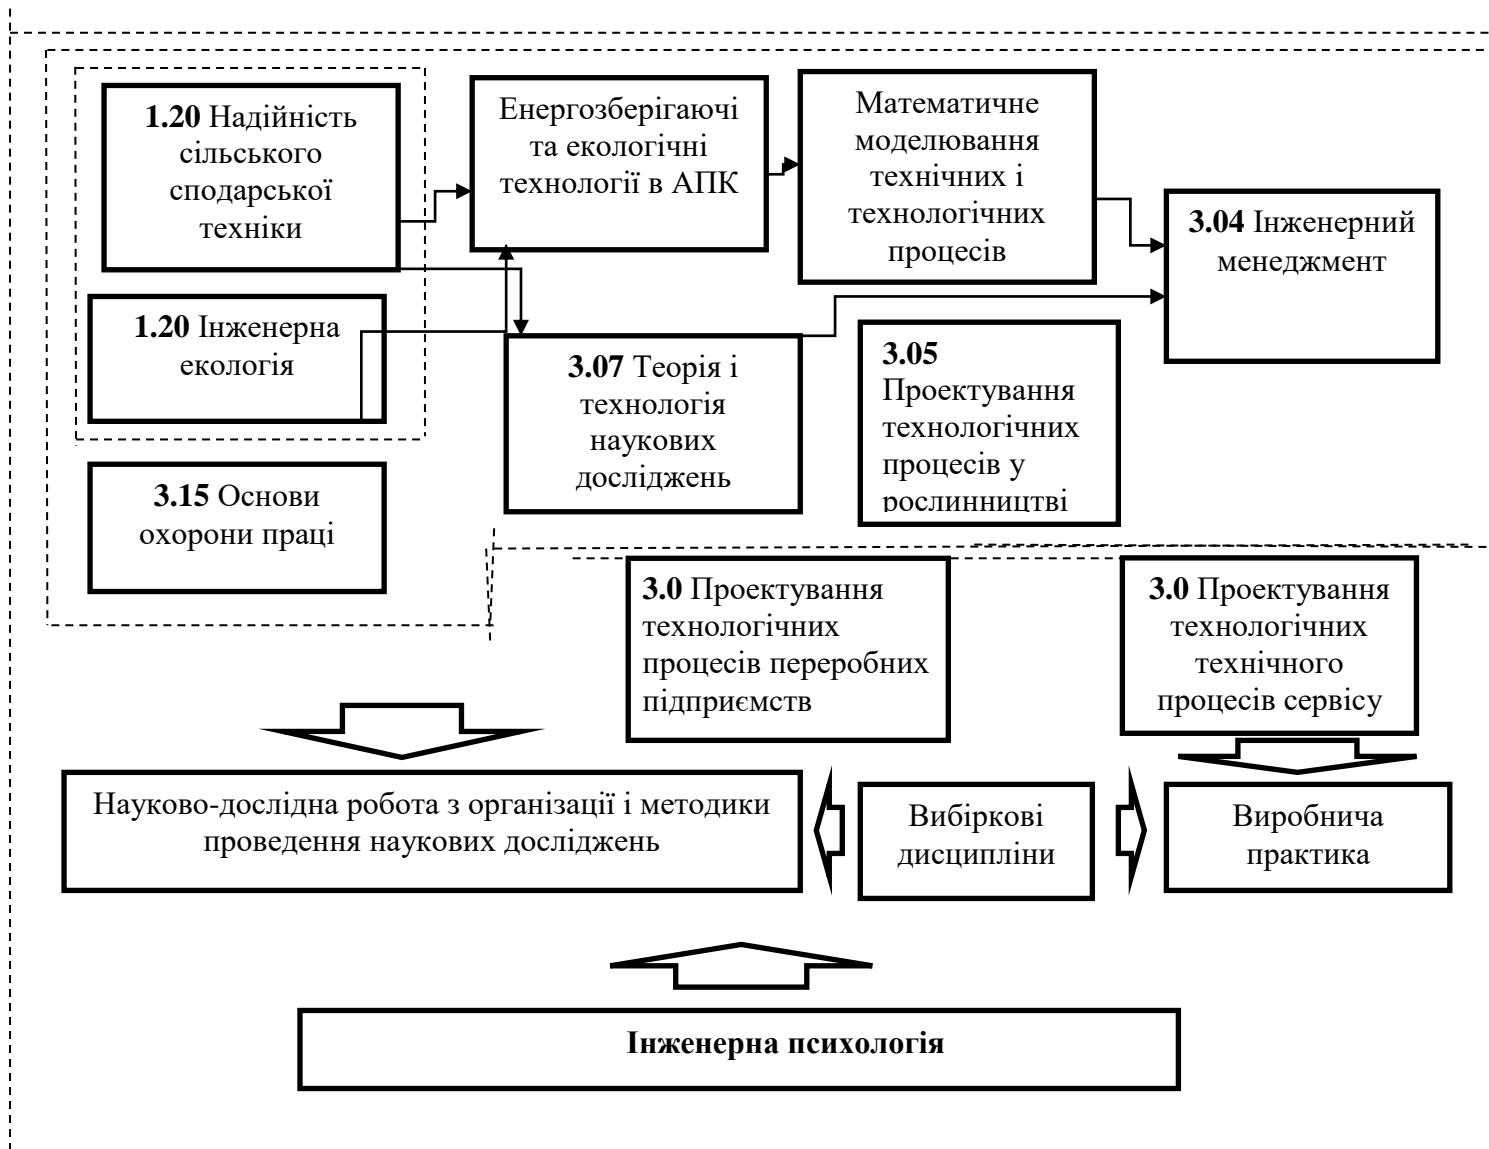 1.20 Надійність
сільського
сподарської
техніки
Енергозберігаючі
та екологічні
технології в АПК
Математичне
моделювання
технічних і
технологічних
процесів
3.04 Інженерний
менеджмент
1.20 Інженерна
екологія
3.07 Теорія і
технологія
наукових
досліджень
3.05
Проектування
технологічних
процесів у
рослинництві
3.15 Основи
охорони праці
3.0 Проектування
технологічних
процесів переробних
підприємств
3.0 Проектування
технологічних
технічного
процесів сервісу
Науково-дослідна робота з організації і методики
проведення наукових досліджень
Вибіркові
дисципліни
Виробнича
практика
Інженерна психологія